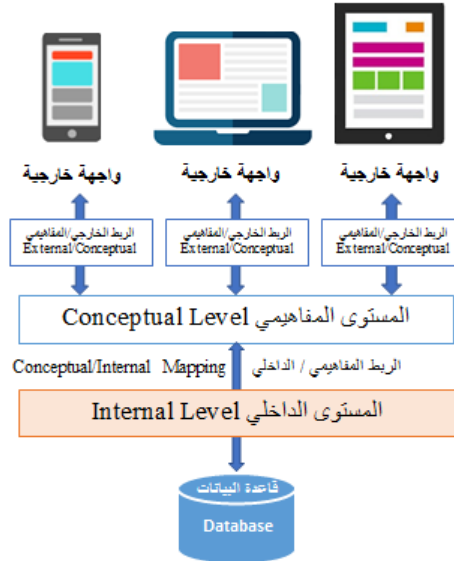 واجهة خارجية
واجهة خارجية
واجهة خارجية
الربط الخارجي/المفاهيمي
External/Conceptual
الربط الخارجي/المفاهيمي
External/Conceptual
الربط الخارجي/المفاهيمي
External/Conceptual
المستوى المفاهيمي Conceptual Level
الربط المفاهيمي / الداخلي Conceptual/Internal Mapping
المستوى الداخلي Internal Level
قاعدة البيانات
Database